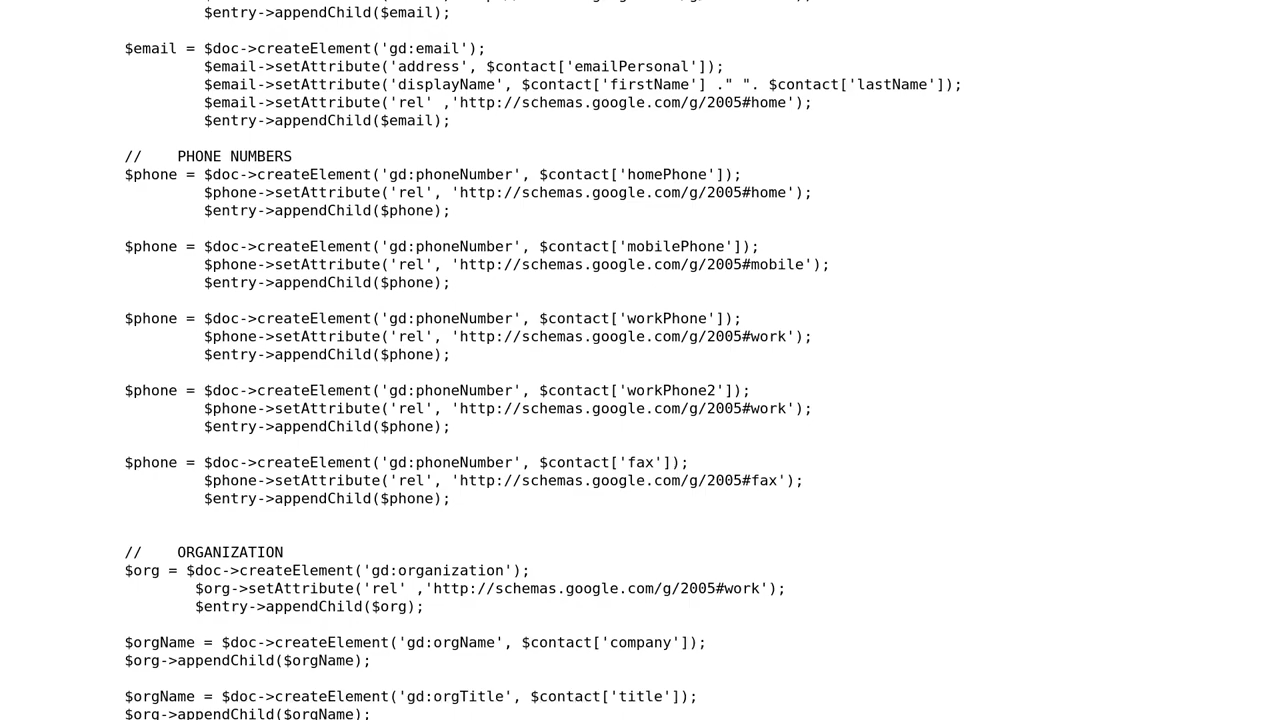 $entry->appendChild($email);
$email = $doc->createElement('gd:email');
$email->setAttribute('address', $contact['emailPersonal']);
$email->setAttribute('displayName', $contact['firstName'] ." ". $contact['lastName']);
$email->setAttribute('rel' ,'http://schemas.google.com/g/2005#home');
$entry->appendChild($email);
//    PHONE NUMBERS
$phone = $doc->createElement('gd:phoneNumber', $contact['homePhone']);
$phone->setAttribute('rel', 'http://schemas.google.com/g/2005#home');
$entry->appendChild($phone);
$phone = $doc->createElement('gd:phoneNumber', $contact['mobilePhone']);
$phone->setAttribute('rel', 'http://schemas.google.com/g/2005#mobile');
$entry->appendChild($phone);
$phone = $doc->createElement('gd:phoneNumber', $contact['workPhone']);
$phone->setAttribute('rel', 'http://schemas.google.com/g/2005#work');
$entry->appendChild($phone);
$phone = $doc->createElement('gd:phoneNumber', $contact['workPhone2']);
$phone->setAttribute('rel', 'http://schemas.google.com/g/2005#work');
$entry->appendChild($phone);
$phone = $doc->createElement('gd:phoneNumber', $contact['fax']);
$phone->setAttribute('rel', 'http://schemas.google.com/g/2005#fax');
$entry->appendChild($phone);
//    ORGANIZATION
$org = $doc->createElement('gd:organization');
$org->setAttribute('rel' ,'http://schemas.google.com/g/2005#work');
$entry->appendChild($org);
$orgName = $doc->createElement('gd:orgName', $contact['company']);
$org->appendChild($orgName);
$orgName = $doc->createElement('gd:orgTitle', $contact['title']);
$org->appendChild($orgName);